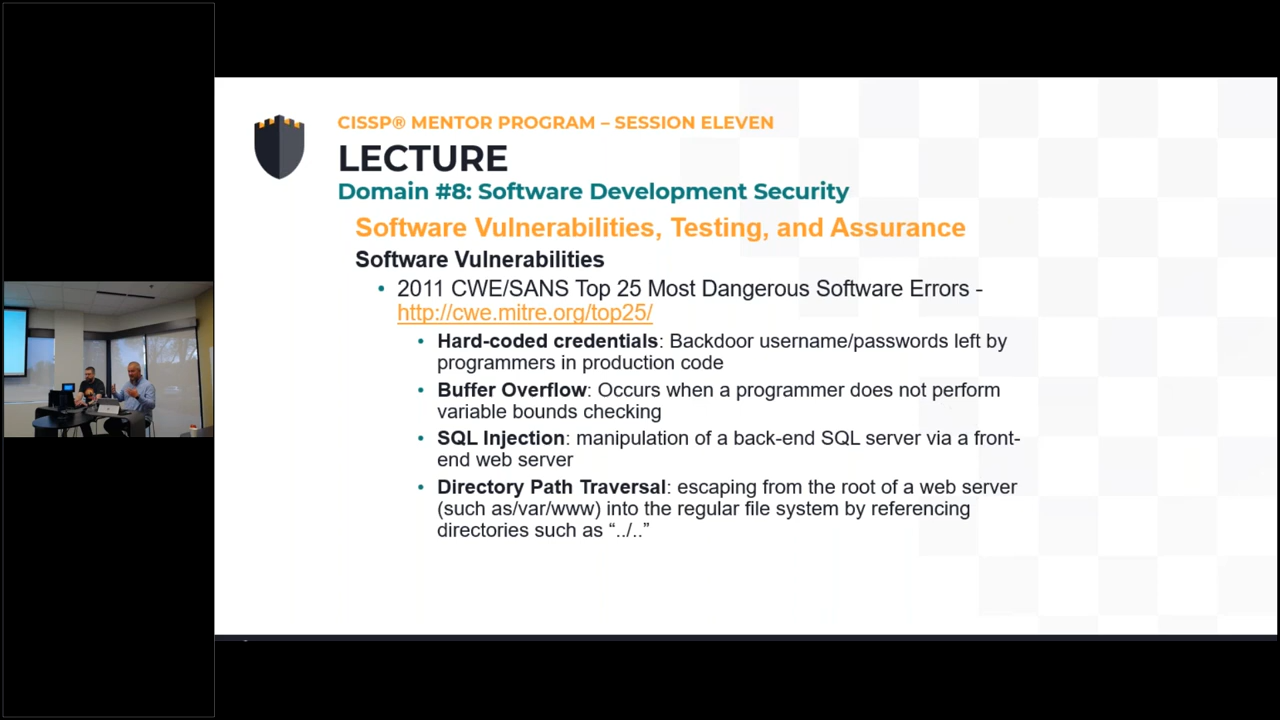 CISSP® MENTOR PROGRAM – SESSION ELEVEN
LECTURE
Domain #8: Software Development Security
Software Vulnerabilities, Testing, and Assurance
Software Vulnerabilities
• 2011 CWE/SANS Top 25 Most Dangerous Software Errors -
http://cwe.mitre.org/top25/
• Hard-coded credentials: Backdoor username/passwords left by
programmers in production code
• Buffer Overflow: Occurs when a programmer does not perform
variable bounds checking
• SQL Injection: manipulation of a back-end SQL server via a front-
end web server
• Directory Path Traversal: escaping from the root of a web server
(such as/var/www) into the regular file system by referencing
directories such as “../..”